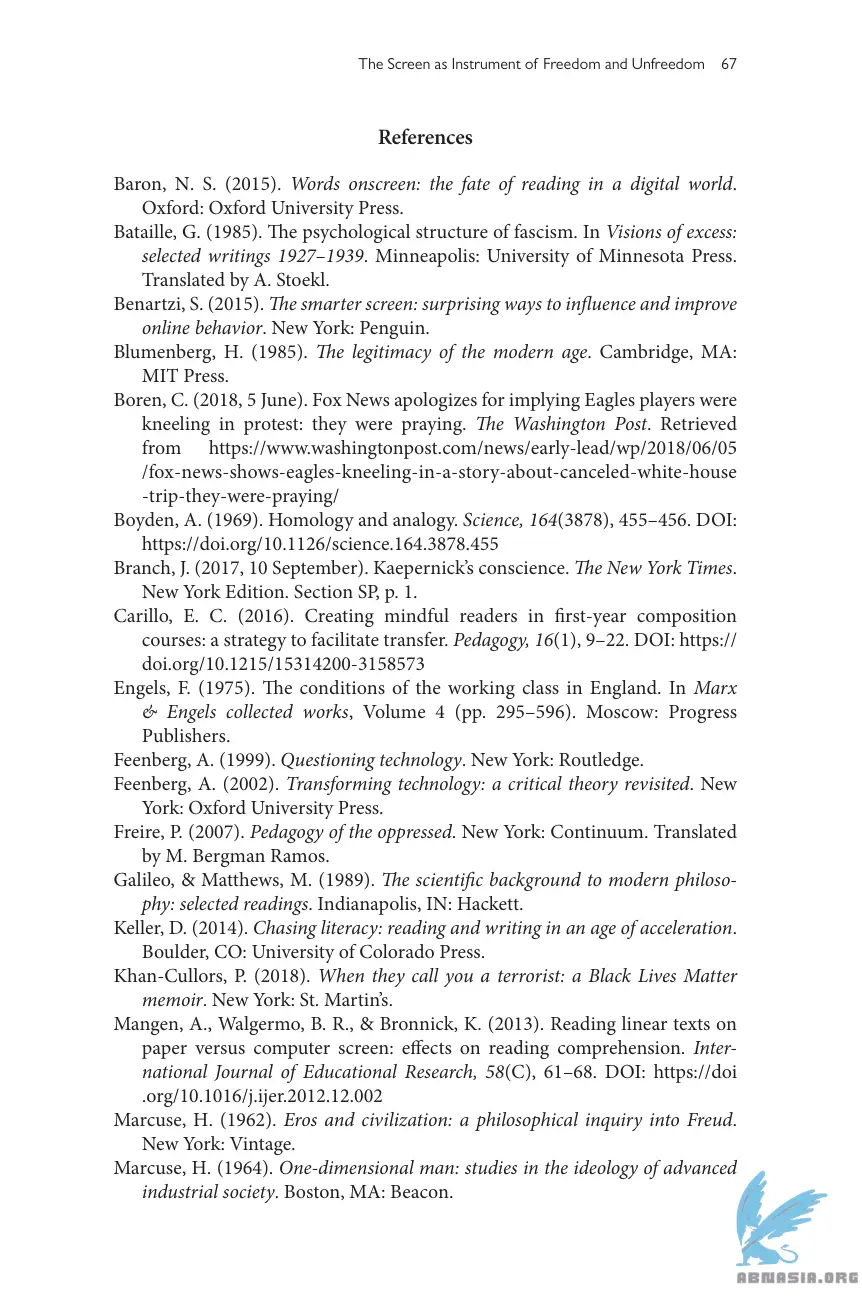 The Screen as Instrument of Freedom and Unfreedom 67
References
Baron, N. S. (2015). Words onscreen: the fate of reading in a digital world.
Oxford: Oxford University Press.
Bataille, G. (1985). The psychological structure of fascism. In Visions of excess:
selected writings 1927–1939. Minneapolis: University of Minnesota Press.
Translated by A. Stoekl.
Benartzi, S. (2015). The smarter screen: surprising ways to influence and improve
online behavior. New York: Penguin.
Blumenberg, H. (1985). The legitimacy of the modern age. Cambridge, MA:
MIT Press.
Boren, C. (2018, 5 June). Fox News apologizes for implying Eagles players were
kneeling in protest: they were praying. The Washington Post. Retrieved
from https://www.washingtonpost.com/news/early-lead/wp/2018/06/05
/fox-news-shows-eagles-kneeling-in-a-story-about-canceled-white-house
-trip-they-were-praying/
Boyden, A. (1969). Homology and analogy. Science, 164(3878), 455–456. DOI:
https://doi.org/10.1126/science.164.3878.455
Branch, J. (2017, 10 September). Kaepernick’s conscience. The New York Times.
New York Edition. Section SP, p. 1.
Carillo, E. C. (2016). Creating mindful readers in first-year composition
courses: a strategy to facilitate transfer. Pedagogy, 16(1), 9–22. DOI: https://
doi.org/10.1215/15314200-3158573
Engels, F. (1975). The conditions of the working class in England. In Marx
& Engels collected works, Volume 4 (pp. 295–596). Moscow: Progress
Publishers.
Feenberg, A. (1999). Questioning technology. New York: Routledge.
Feenberg, A. (2002). Transforming technology: a critical theory revisited. New
York: Oxford University Press.
Freire, P. (2007). Pedagogy of the oppressed. New York: Continuum. Translated
by M. Bergman Ramos.
Galileo, & Matthews, M. (1989). The scientific background to modern philoso-
phy: selected readings. Indianapolis, IN: Hackett.
Keller, D. (2014). Chasing literacy: reading and writing in an age of acceleration.
Boulder, CO: University of Colorado Press.
Khan-Cullors, P. (2018). When they call you a terrorist: a Black Lives Matter
memoir. New York: St. Martin’s.
Mangen, A., Walgermo, B. R., & Bronnick, K. (2013). Reading linear texts on
paper versus computer screen: effects on reading comprehension. Inter-
national Journal of Educational Research, 58(C), 61–68. DOI: https://doi
.org/10.1016/j.ijer.2012.12.002
Marcuse, H. (1962). Eros and civilization: a philosophical inquiry into Freud.
New York: Vintage.
Marcuse, H. (1964). One-dimensional man: studies in the ideology of advanced
industrial society. Boston, MA: Beacon.
ABNASIA.ORG